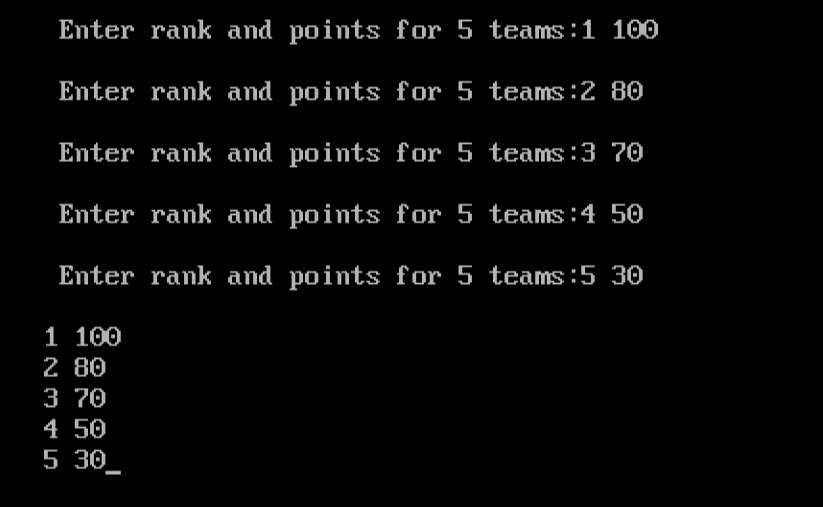 Enter rank and points for 5 teams:1 100
Enter rank and points for 5 teams:2 80
Enter rank and points for 5 teams:3 70
Enter rank and points for 5 teams:4 50
Enter rank and points for 5 teams:5 30
1 100
2 80
3 70
4 50
5 30_